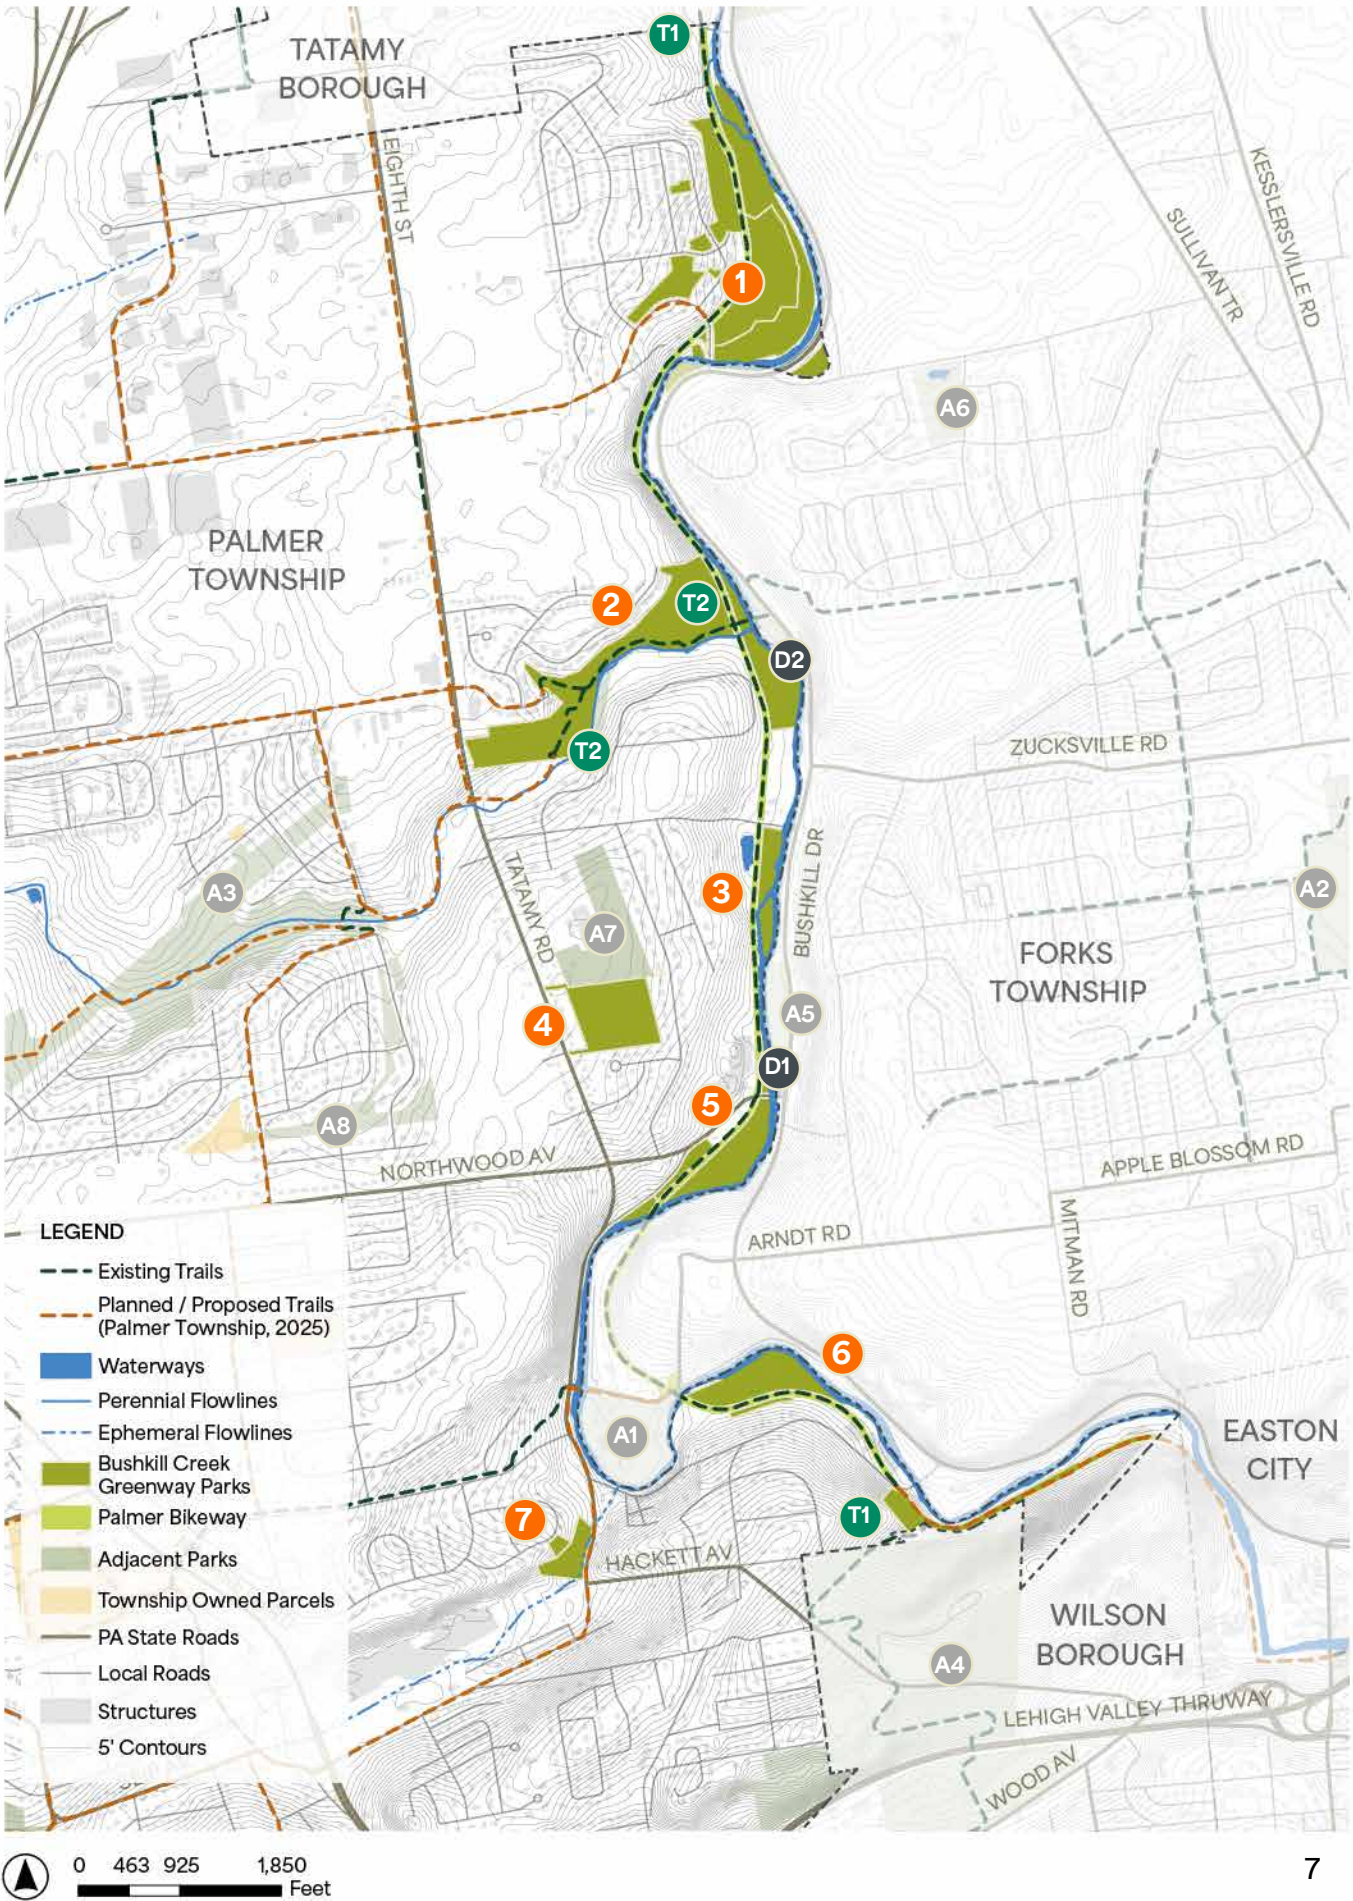 T1
TATAMY
BOROUGH
EIGHTH ST
KESSLERSVILLE RD
SULLIVAN TR
1
A6
PALMER
TOWNSHIP
2
T2
D2
T2
ZUCKSVILLE RD
BUSHKILL DR
TATAMY RD
A3
3
A2
A7
FORKS
TOWNSHIP
4
A5
D1
5
A8
NORTHWOOD AV
APPLE BLOSSOM RD
MITMAN RD
ARNDT RD
6
A1
EASTON
CITY
7
T1
HACKETT AV
WILSON
BOROUGH
A4
LEHIGH VALLEY THRUWAY
WOOD AV
LEGEND
Existing Trails
Planned / Proposed Trails
(Palmer Township, 2025)
Waterways
Perennial Flowlines
Ephemeral Flowlines
Bushkill Creek
Greenway Parks
Palmer Bikeway
Adjacent Parks
Township Owned Parcels
PA State Roads
Local Roads
Structures
5' Contours
0 463 925 1,850
Feet
7